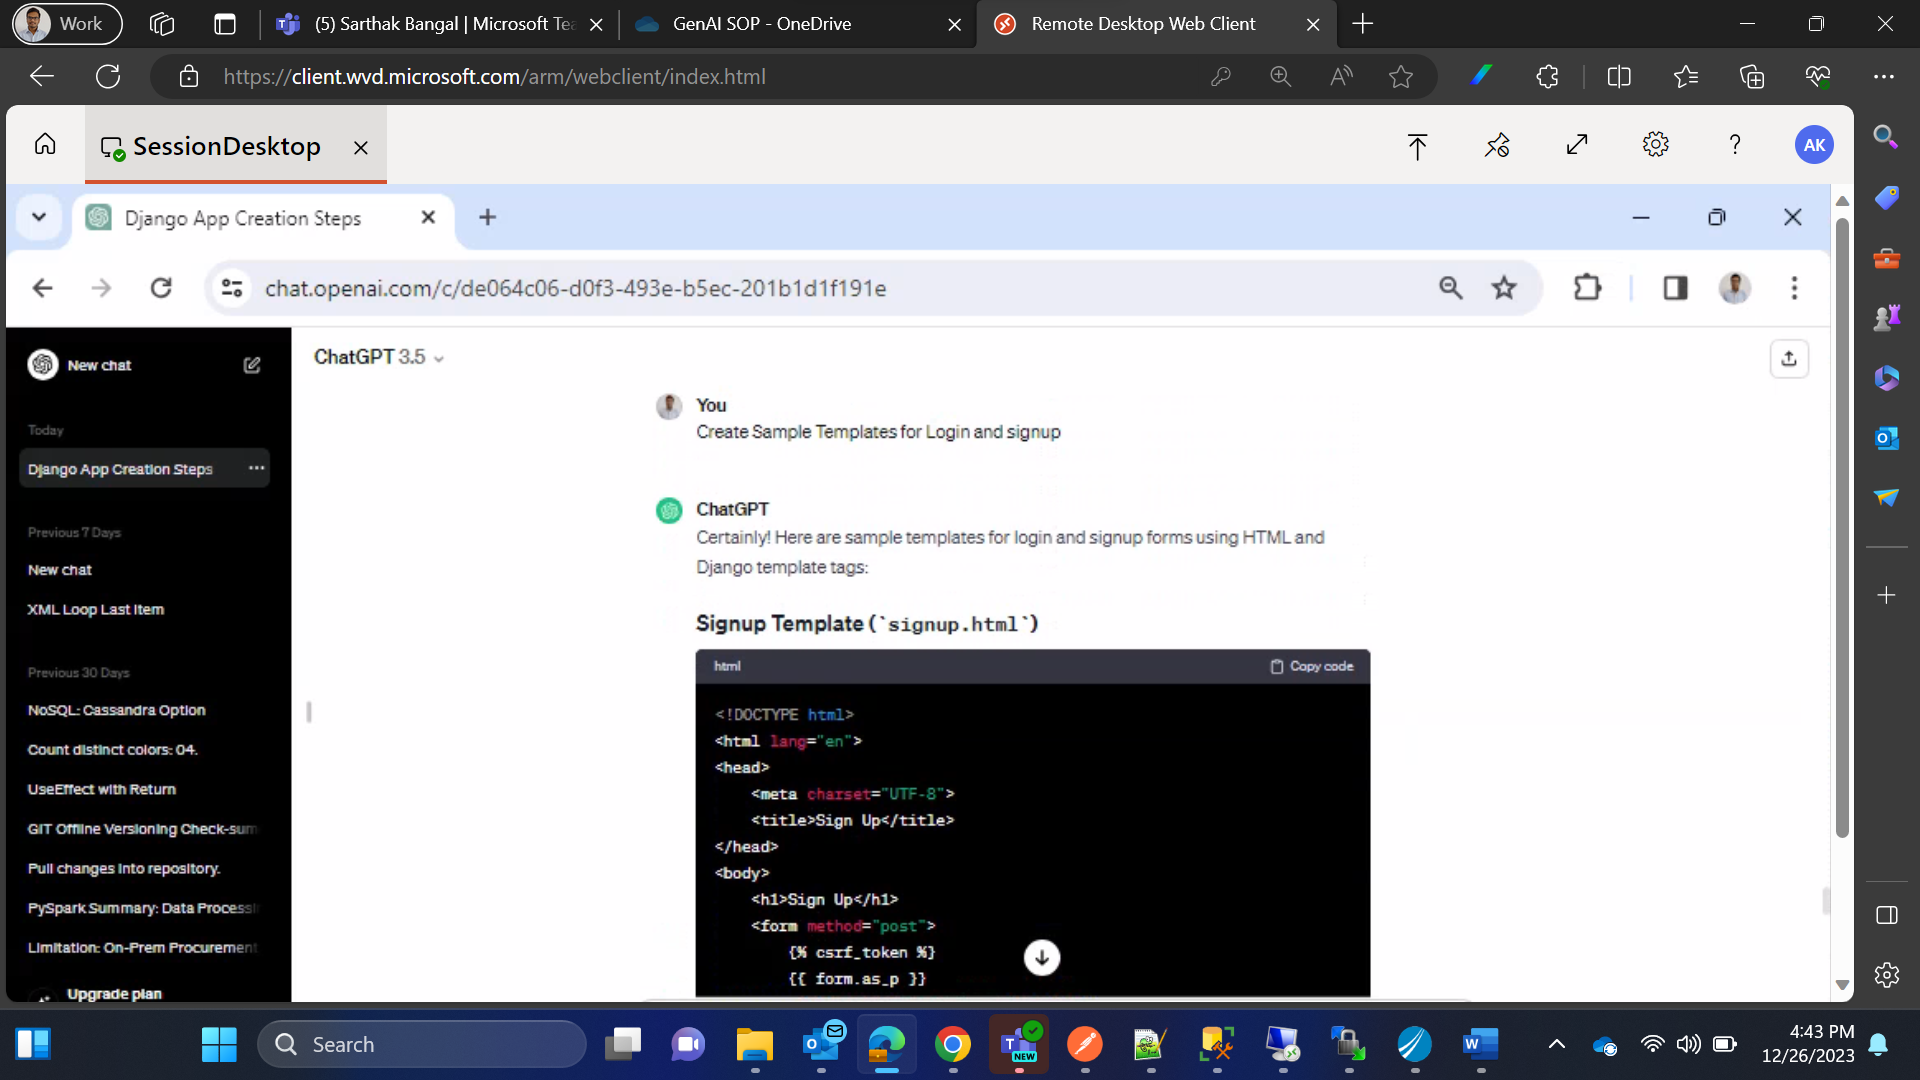 Work
(5) Sarthak Bangal | Microsoft Tea
GenAI SOP - OneDrive
Remote Desktop Web Client
https://client.wvd.microsoft.com/arm/webclient/index.html
SessionDesktop
AK
Django App Creation Steps
chat.openai.com/c/de064c06-d0f3-493e-b5ec-201b1d1f191e
New chat
Today
Django App Creation Steps
Previous 7 Days
New chat
XML Loop Last Item
Previous 30 Days
NoSQL: Cassandra Option
Count distinct colors: 04.
UseEffect with Return
GIT Offline Versioning Check-sum
Pull changes into repository.
PySpark Summary: Data Processi
Limitation: On-Prem Procurement
Upgrade plan
ChatGPT 3.5
You
Create Sample Templates for Login and signup
ChatGPT
Certainly! Here are sample templates for login and signup forms using HTML and
Django template tags:
Signup Template (`signup.html`)
html
Copy code
<!DOCTYPE html>
<html lang="en">
<head>
<meta charset="UTF-8">
<title>Sign Up</title>
</head>
<body>
<h1>Sign Up</h1>
<form method="post">
{% csrf_token %}
{{ form.as_p }}
Search
NEW
4:43 PM
12/26/2023